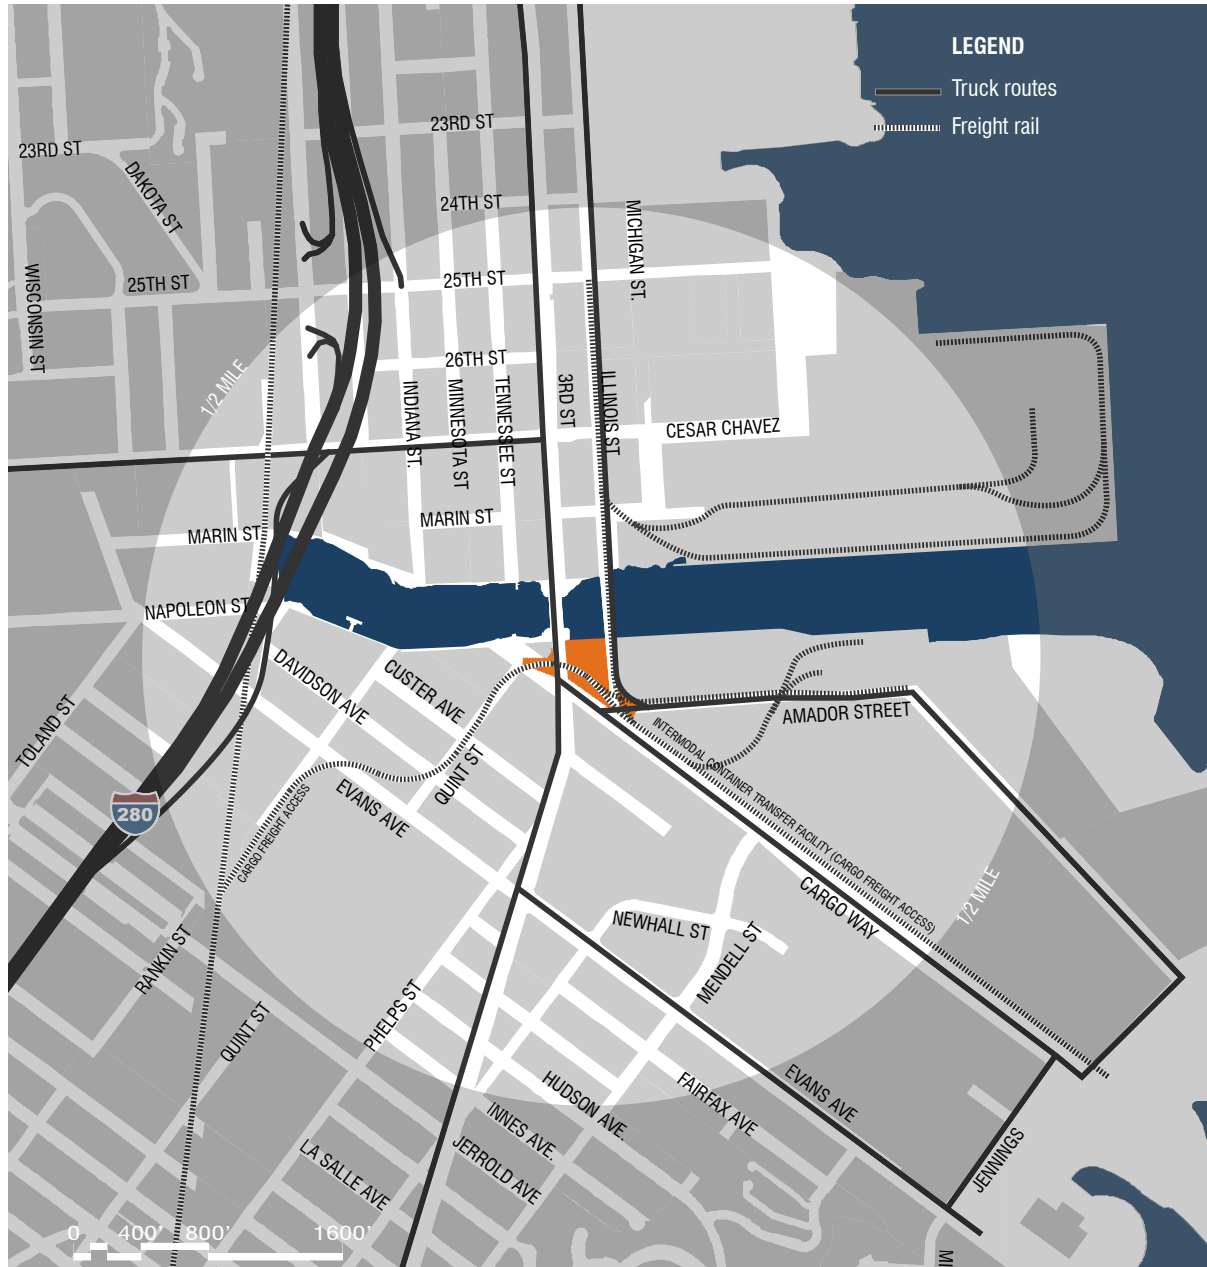 LEGEND
Truck routes
Freight rail
23RD ST
23RD ST
DAKOTA ST
24TH ST
MICHIGAN ST.
WISCONSIN ST
25TH ST
25TH ST
26TH ST
1/2 MILE
INDIANA ST.
MINNESOTA ST
TENNESSEE ST
3RD ST
ILLINOIS ST
CESAR CHAVEZ
MARIN ST
MARIN ST
NAPOLEON ST
DAVIDSON AVE
CUSTER AVE
TOLAND ST
QUINT ST
AMADOR STREET
INTERMODAL CONTAINER TRANSFER FACILITY (CARGO FREIGHT ACCESS)
280
EVANS AVE
CARGO FREIGHT ACCESS)
CARGO WAY
1/2 MILE
NEWHALL ST
MENDELL ST
RANKIN ST
QUINT ST
PHELPS ST
HUDSON AVE.
FAIRFAX AVE
EVANS AVE
INNES AVE.
JERROLD AVE
LA SALLE AVE
JENNINGS
0 400' 800' 1600'
MI